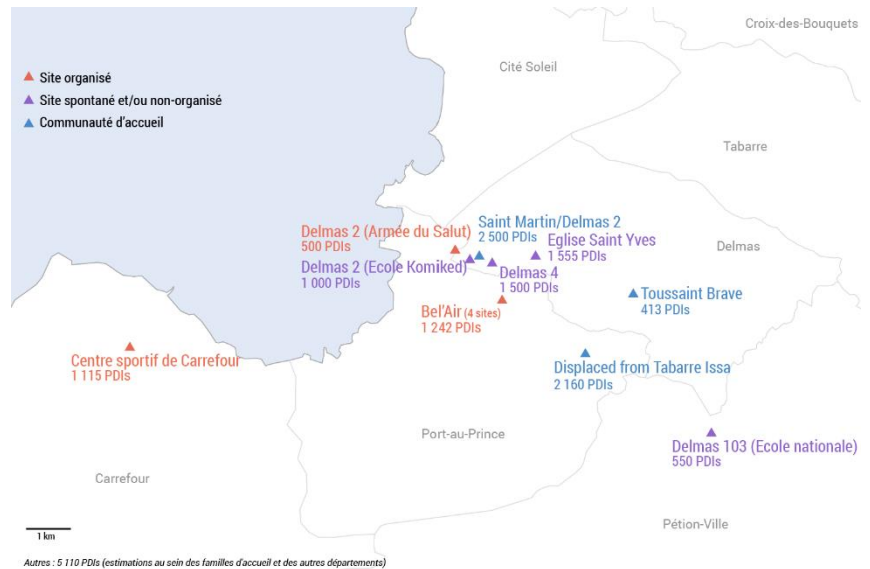 Croix-des-Bouquets
Cité Soleil
Site organisé
Site spontané et/ou non-organisé
Communauté d'accueil
Tabarre
Delmas 2 (Armée du Salut)
500 PDIs
Saint Martin/Delmas 2
2 500 PDIs
Eglise Saint Yves
1 555 PDIs
Delmas
Delmas 2 (Ecole Komiked)
1 000 PDIs
Delmas 4
1 500 PDIs
Toussaint Brave
413 PDIs
Bel'Air (4 sites)
1 242 PDIs
Centre sportif de Carrefour
1 115 PDIs
Displaced from Tabarre Issa
2 160 PDIs
Port-au-Prince
Delmas 103 (Ecole nationale)
550 PDIs
Carrefour
Pétion-Ville
1 km
Autres : 5 110 PDIs (estimations au sein des familles d'accueil et des autres départements)